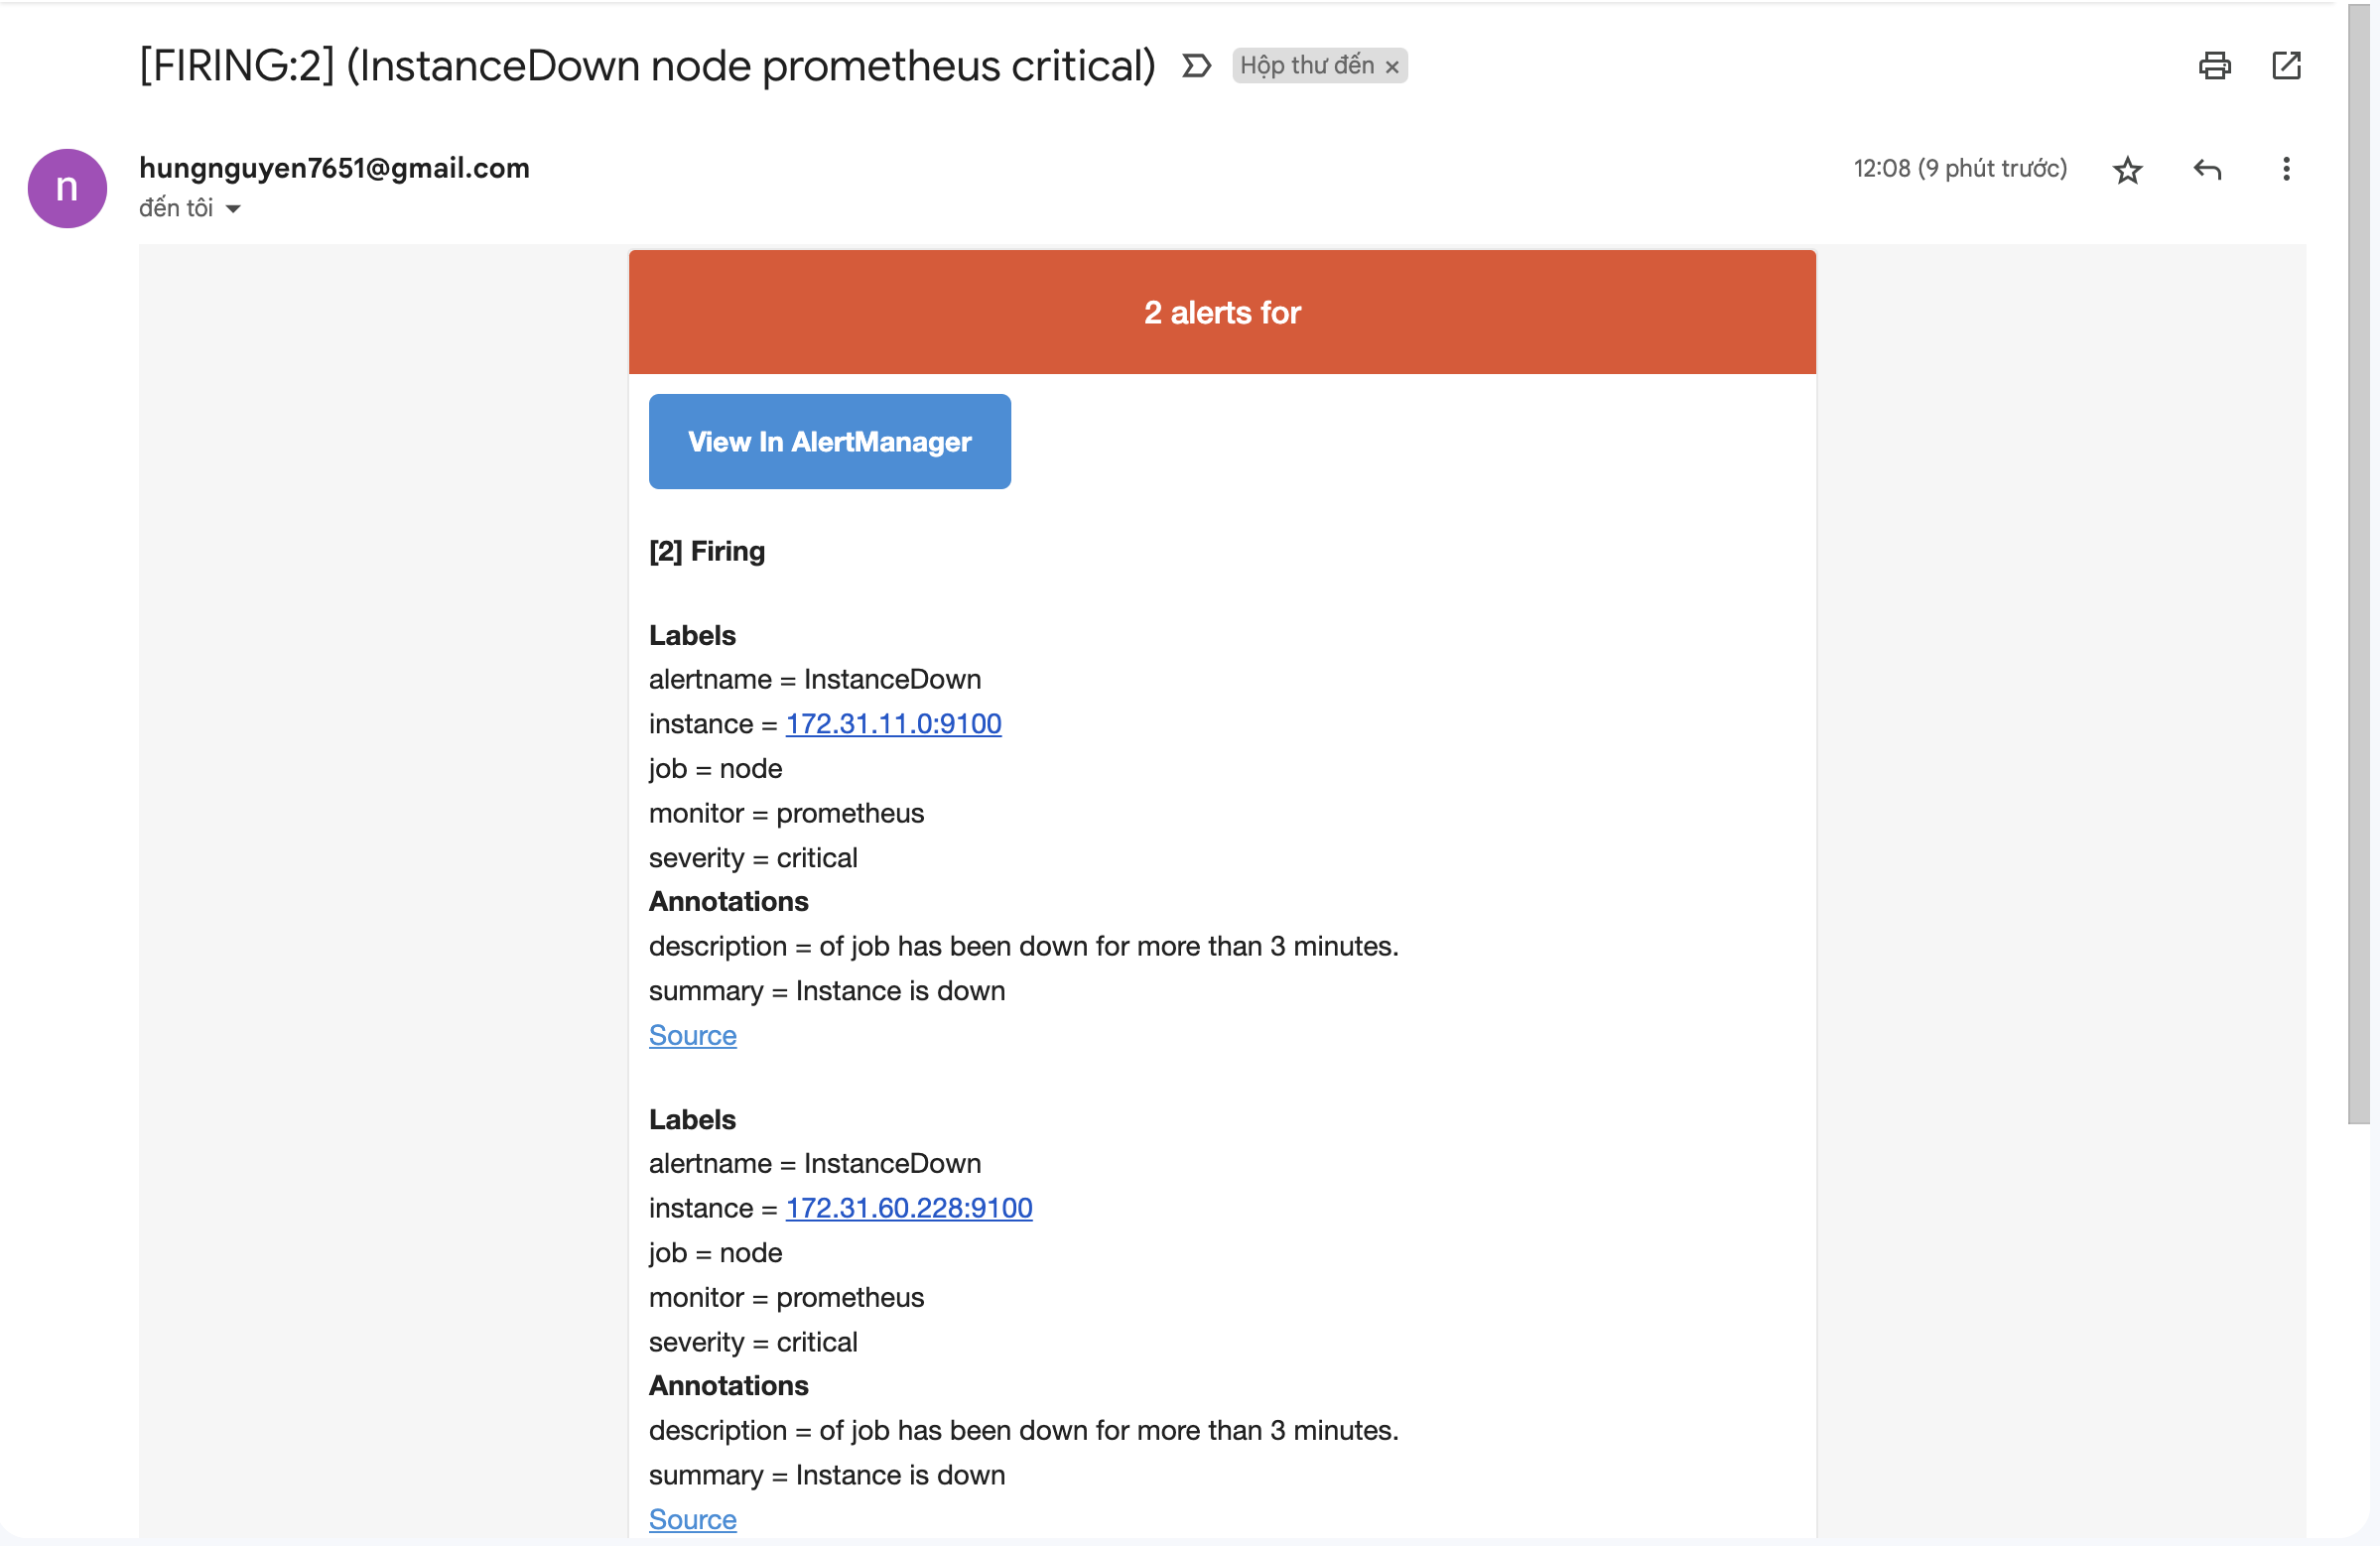 [FIRING:2] (InstanceDown node prometheus critical) Hộp thư đến ×
n
hungnguyen7651@gmail.com 12:08 (9 phút trước)
đến tôi
2 alerts for
View In AlertManager
[2] Firing
Labels
alertname = InstanceDown
instance = 172.31.11.0:9100
job = node
monitor = prometheus
severity = critical
Annotations
description = of job has been down for more than 3 minutes.
summary = Instance is down
Source
Labels
alertname = InstanceDown
instance = 172.31.60.228:9100
job = node
monitor = prometheus
severity = critical
Annotations
description = of job has been down for more than 3 minutes.
summary = Instance is down
Source